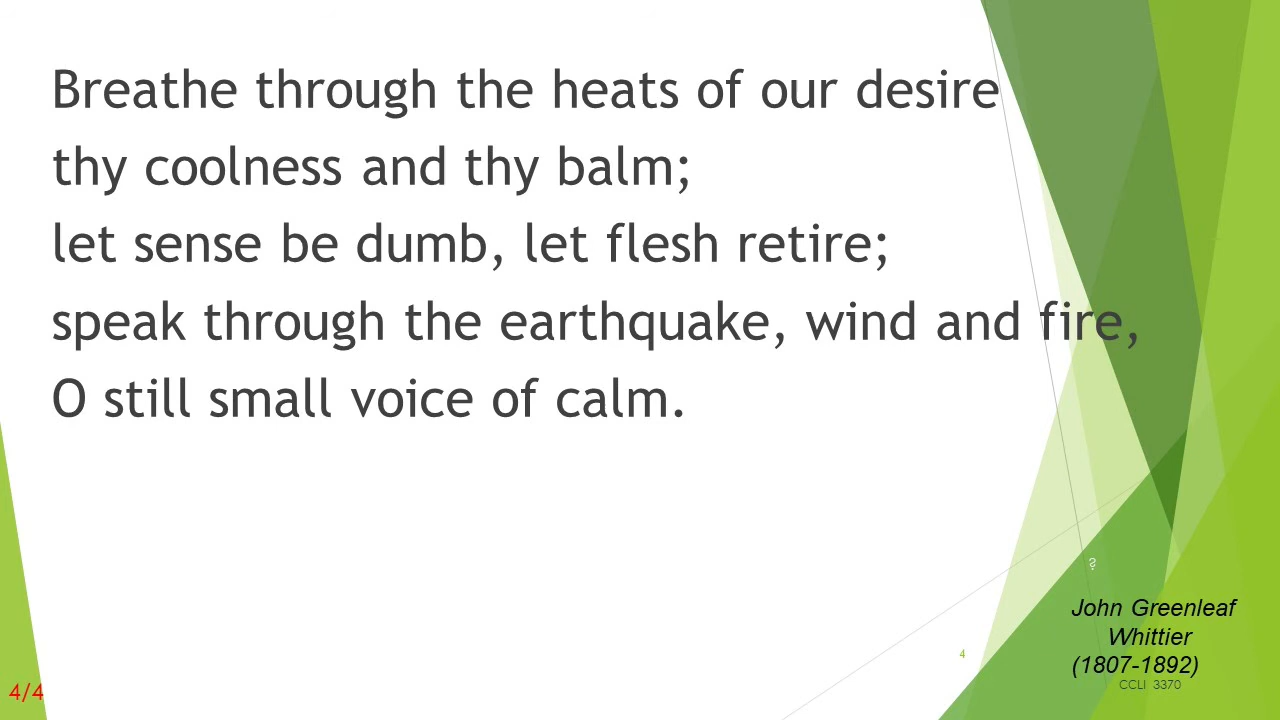 Breathe through the heats of our desire
thy coolness and thy balm;
let sense be dumb, let flesh retire;
speak through the earthquake, wind and fire,
O still small voice of calm.
?
John Greenleaf
Whittier
(1807-1892)
4
CCLI 3370
4/4